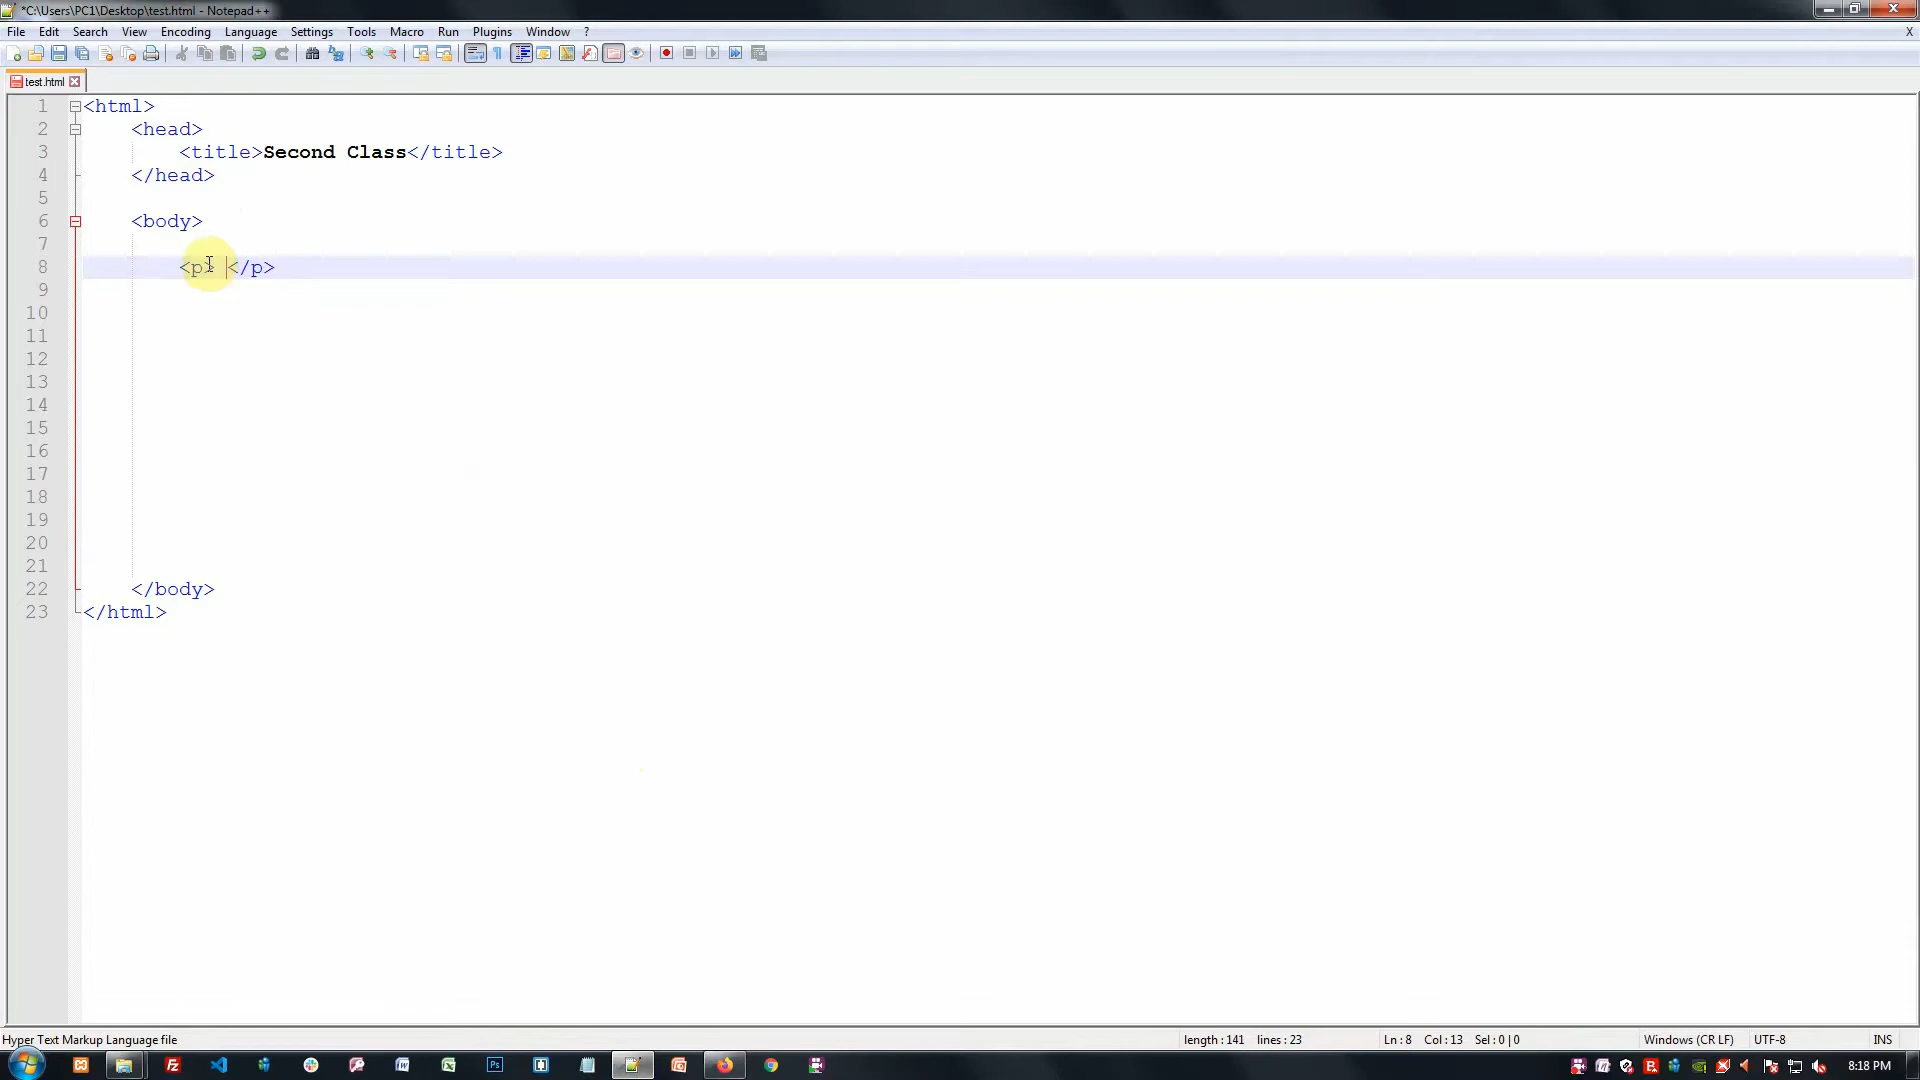 *C:\Users\PC1\Desktop\test.html - Notepad++
File Edit Search View Encoding Language Settings Tools Macro Run Plugins Window ? X
test.html
1 <html>
2 <head>
3 <title>Second Class</title>
4 </head>
5
6 <body>
7
8 <p> </p>
9
10
11
12
13
14
15
16
17
18
19
20
21
22 </body>
23 </html>
Hyper Text Markup Language file length : 141 lines : 23 Ln : 8 Col : 13 Sel : 0 | 0 Windows (CR LF) UTF-8 INS
8:18 PM